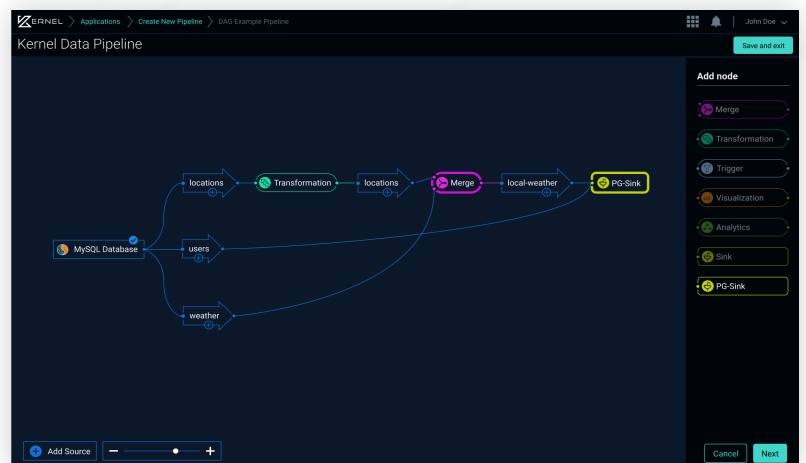 KERNEL
Applications
Create New Pipeline
DAG Example Pipeline
John Doe
Kernel Data Pipeline
Save and exit
Add node
Merge
Transformation
Trigger
Visualization
Analytics
Sink
PG-Sink
locations
Transformation
locations
Merge
local-weather
PG-Sink
MySQL Database
users
weather
Add Source
Cancel
Next